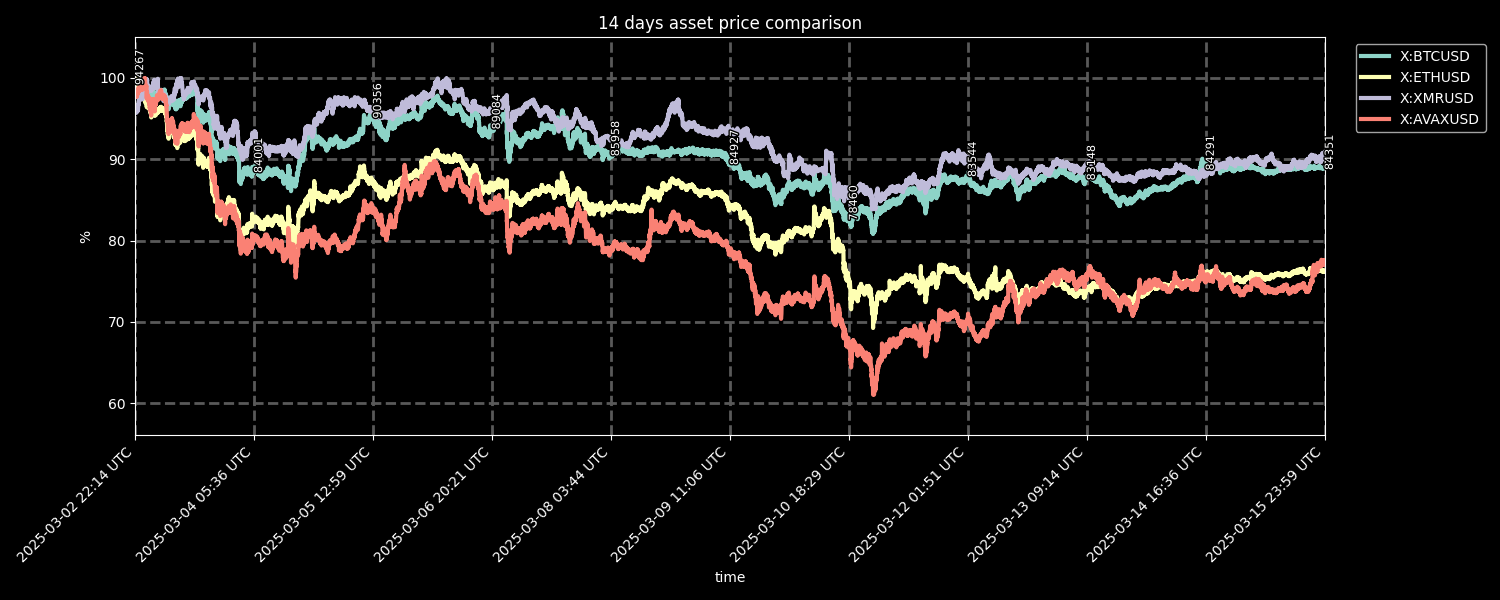 14 days asset price comparison
X:BTCUSD
X:ETHUSD
X:XMRUSD
X:AVAXUSD
%
100
90
80
70
60
94267
84001
90356
89084
85958
84927
78460
83544
83148
84291
84351
2025-03-02 22:14 UTC
2025-03-04 05:36 UTC
2025-03-05 12:59 UTC
2025-03-06 20:21 UTC
2025-03-08 03:44 UTC
2025-03-09 11:06 UTC
2025-03-10 18:29 UTC
2025-03-12 01:51 UTC
2025-03-13 09:14 UTC
2025-03-14 16:36 UTC
2025-03-15 23:59 UTC
time